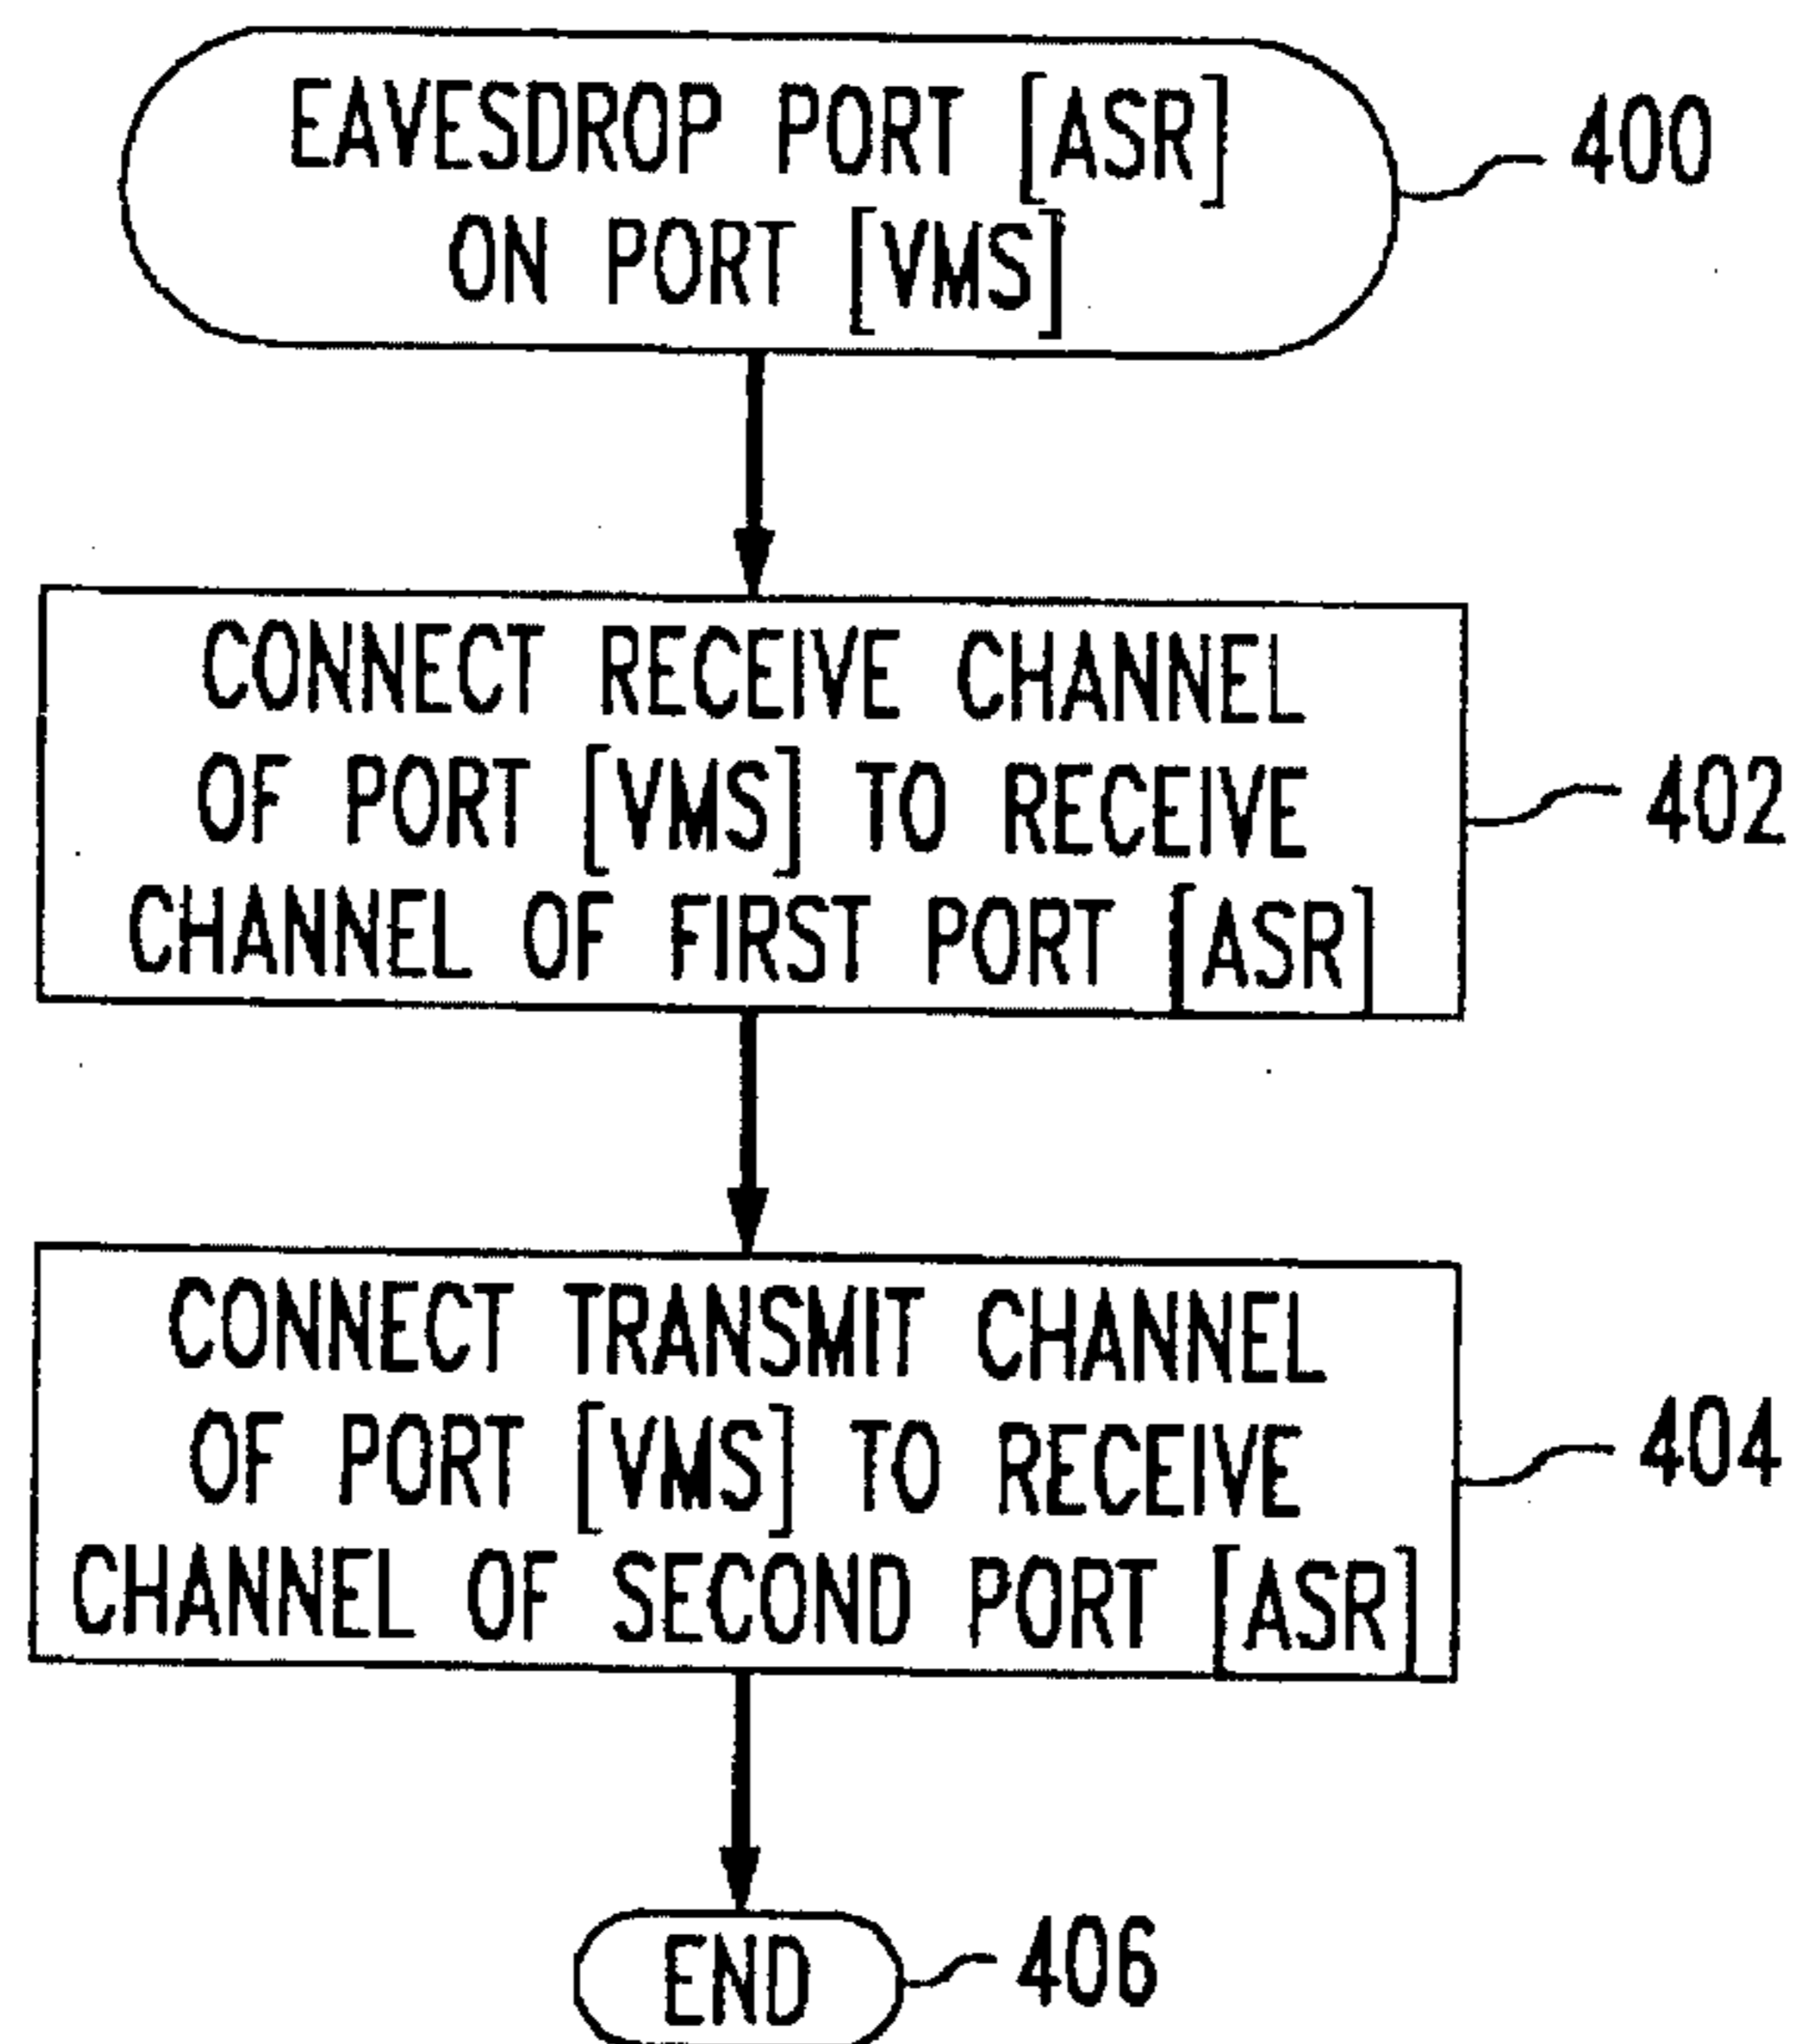 EAVESDROP PORT [ASR]
ON PORT [VMS]
400
CONNECT RECEIVE CHANNEL
OF PORT [VMS] TO RECEIVE
CHANNEL OF FIRST PORT [ASR]
402
CONNECT TRANSMIT CHANNEL
OF PORT [VMS] TO RECEIVE
CHANNEL OF SECOND PORT [ASR]
404
END
406